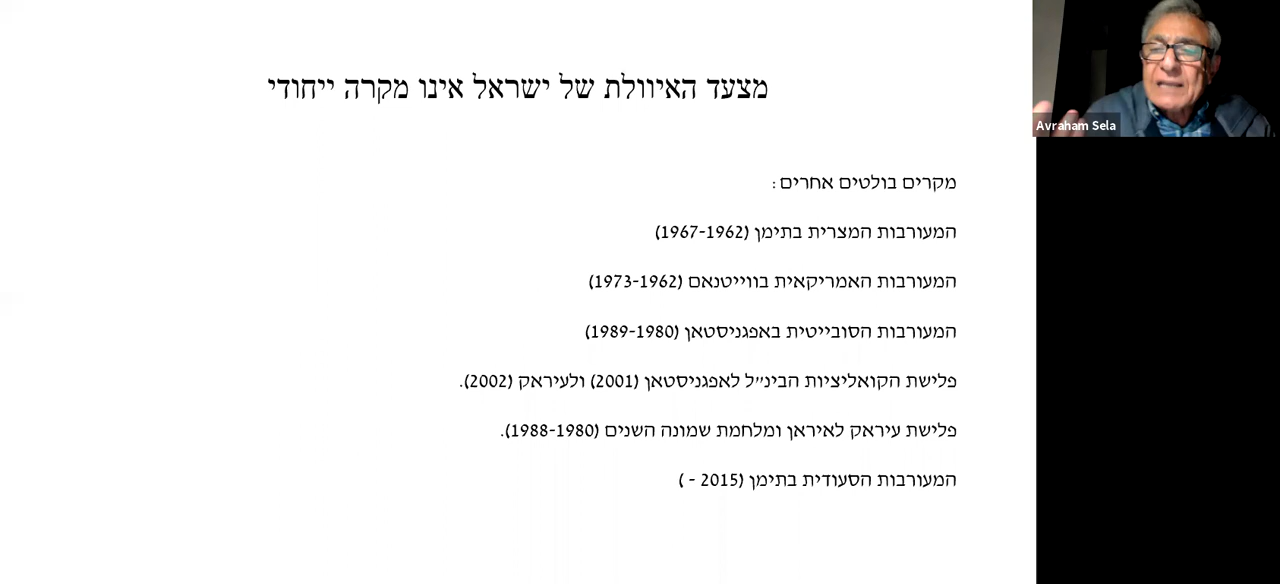 מצעד האיוולת של ישראל אינו מקרה ייחודי
Avraham Sela
מקרים בולטים אחרים :
המעורבות המצרית בתימן (1967-1962)
המעורבות האמריקאית בווייטנאם (1973-1962)
המעורבות הסובייטית באפגניסטאן (1989-1980)
פלישת הקואליציות הבינ״ל לאפגניסטאן (2001) ולעיראק (2002).
פלישת עיראק לאיראן ומלחמת שמונה השנים (1988-1980).
המעורבות הסעודית בתימן (2015 - )